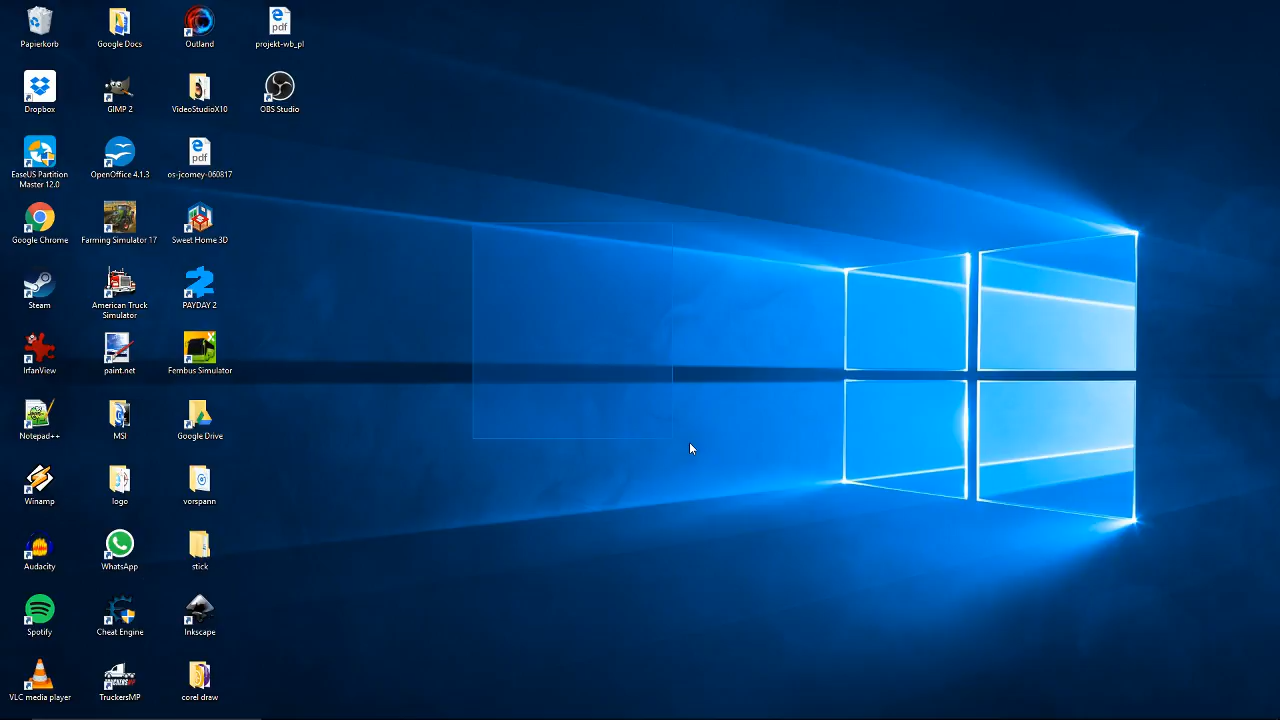 Papierkorb
Google Docs
Outland
projekt-wb_pl
Dropbox
GIMP 2
VideoStudioX10
OBS Studio
EaseUS Partition
Master 12.0
OpenOffice 4.1.3
os-jcomey-060817
Google Chrome
Farming Simulator 17
Sweet Home 3D
Steam
American Truck
Simulator
PAYDAY 2
IrfanView
paint.net
Fernbus Simulator
Notepad++
MSI
Google Drive
Winamp
logo
vorspann
Audacity
WhatsApp
stick
Spotify
Cheat Engine
Inkscape
VLC media player
TruckersMP
corel draw
pdf
pdf